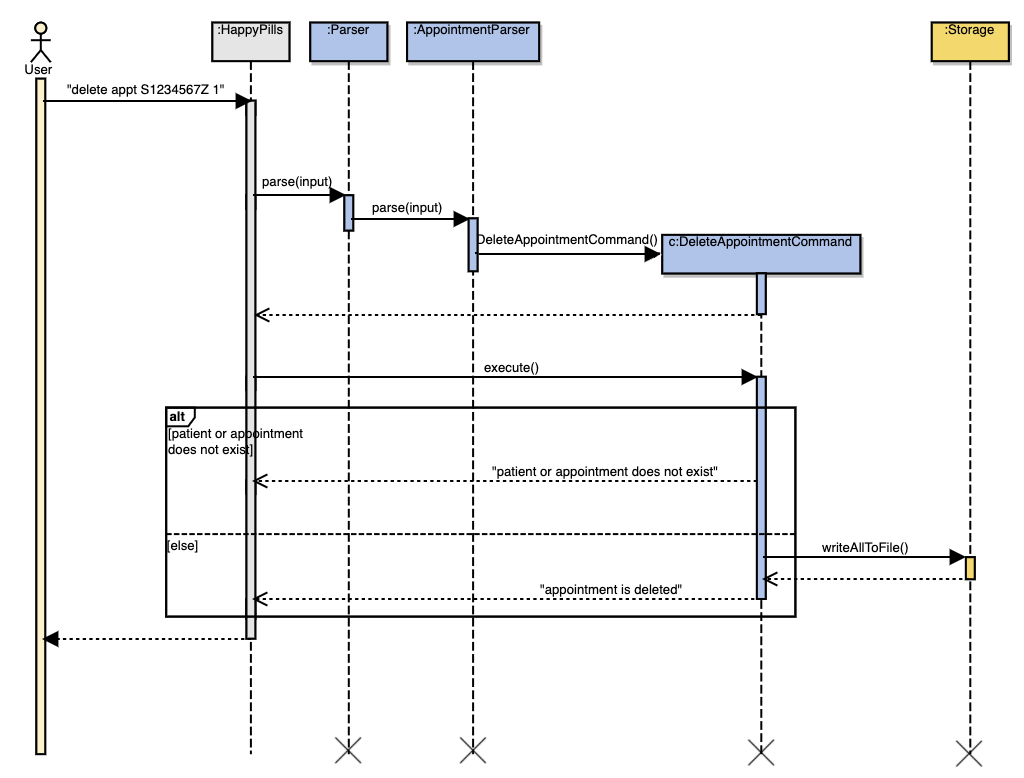 :HappyPills
:Parser
:AppointmentParser
:Storage
User
"delete appt S1234567Z 1"
parse(input)
parse(input)
DeleteAppointmentCommand()
c:DeleteAppointmentCommand
execute()
alt
[patient or appointment
does not exist]
"patient or appointment does not exist"
[else]
writeAllToFile()
"appointment is deleted"